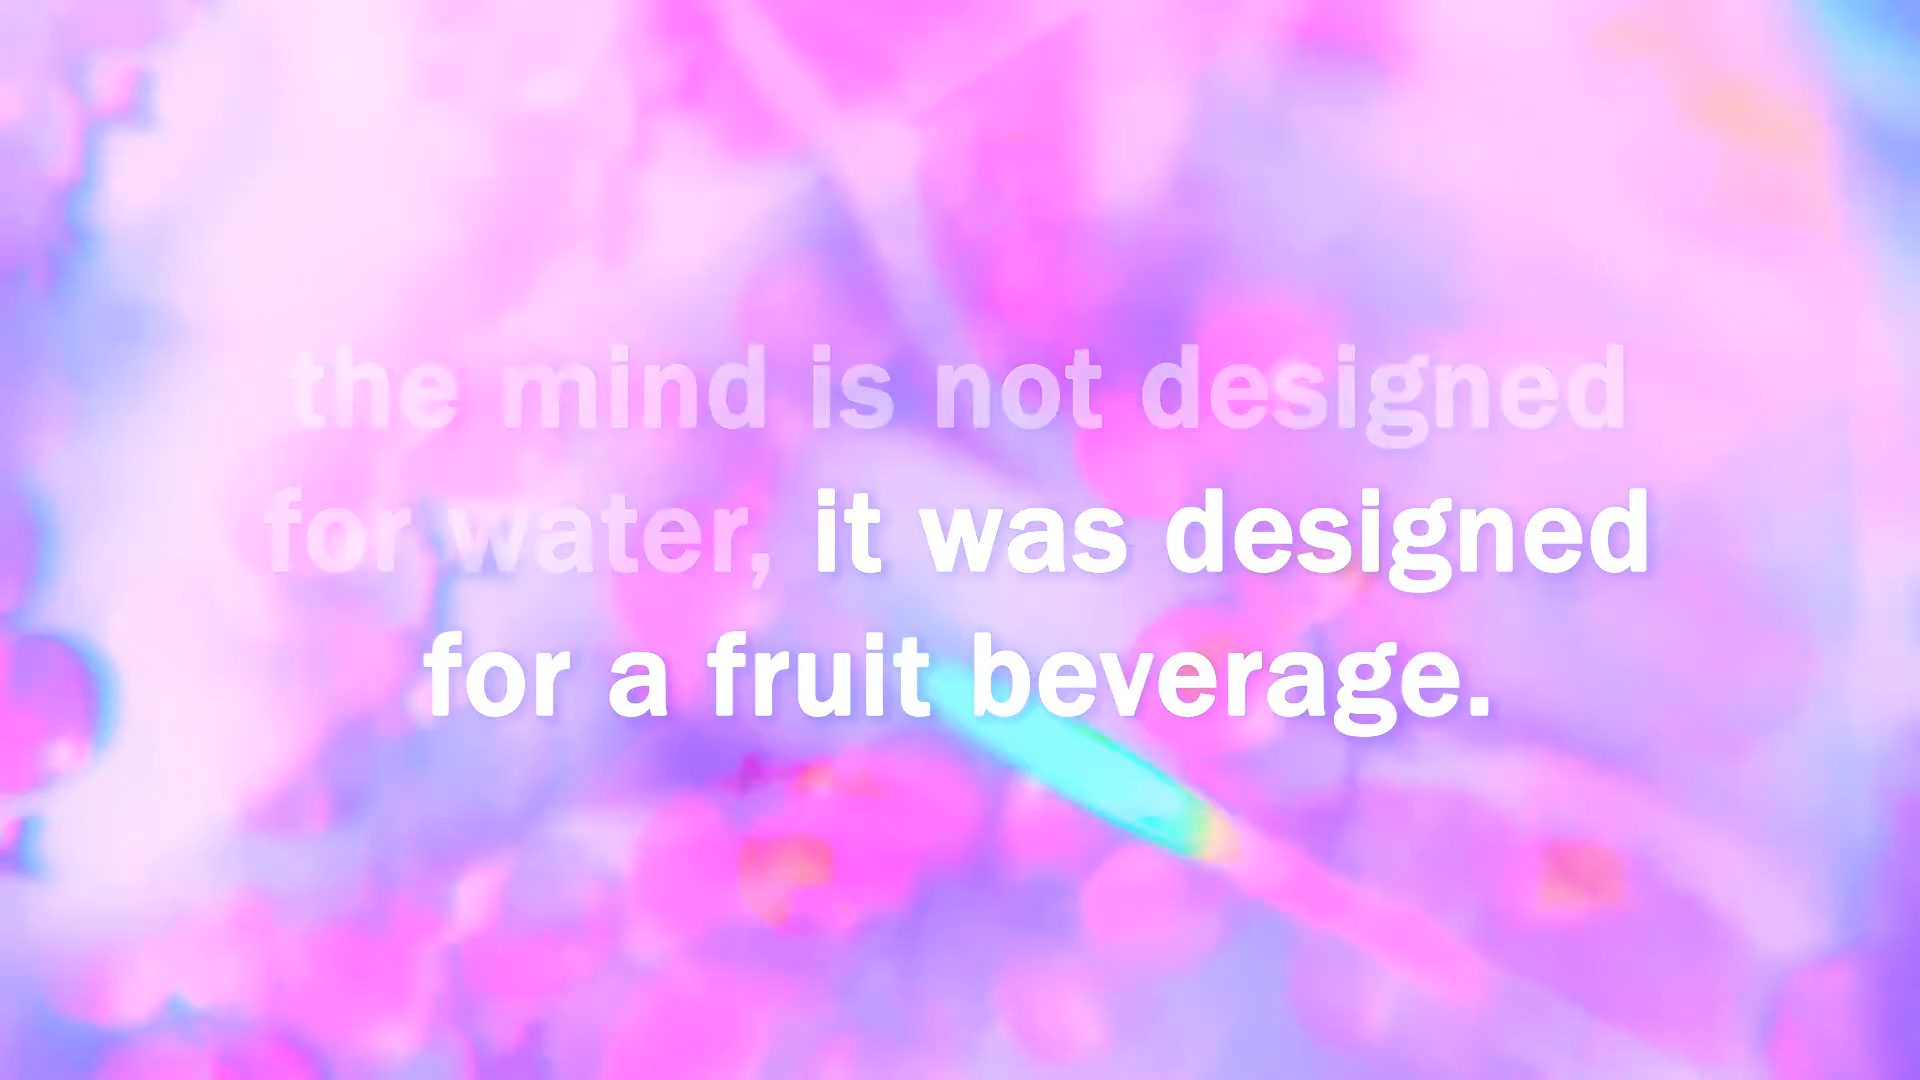 the mind is not designed
for water, it was designed
for a fruit beverage.